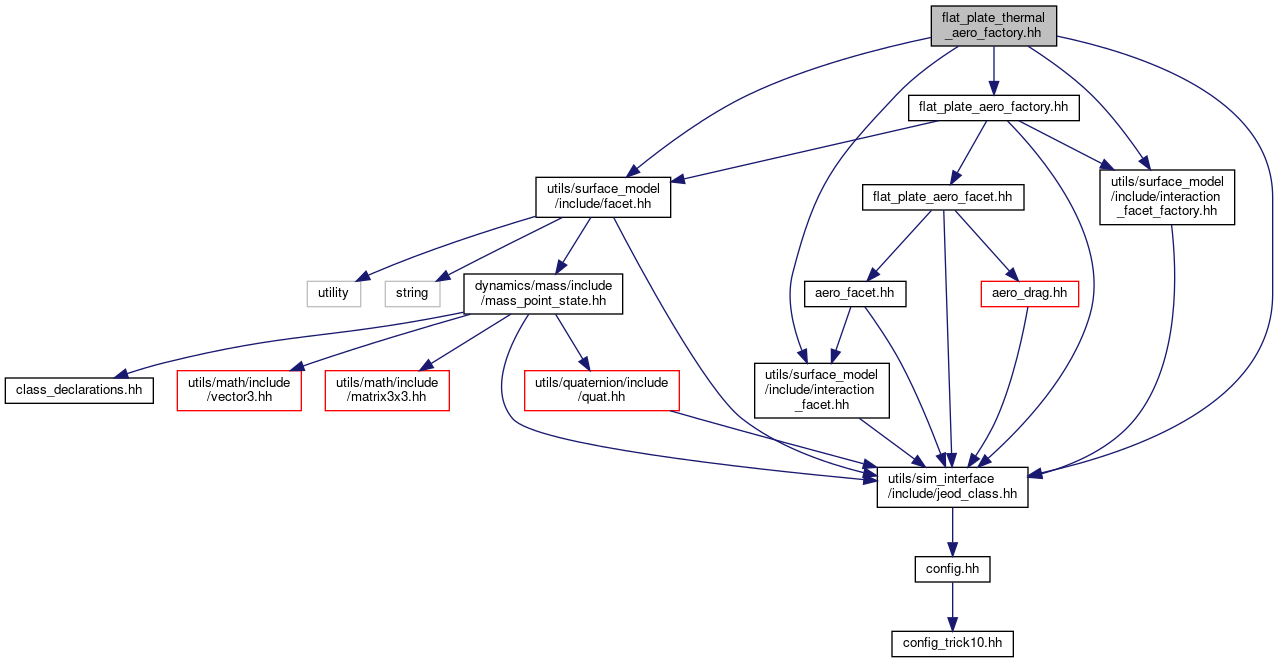 flat_plate_thermal
_aero_factory.hh
flat_plate_aero_factory.hh
utils/surface_model
/include/facet.hh
flat_plate_aero_facet.hh
utils/surface_model
/include/interaction
_facet_factory.hh
utility
string
dynamics/mass/include
/mass_point_state.hh
aero_facet.hh
aero_drag.hh
class_declarations.hh
utils/math/include
/vector3.hh
utils/math/include
/matrix3x3.hh
utils/quaternion/include
/quat.hh
utils/surface_model
/include/interaction
_facet.hh
utils/sim_interface
/include/jeod_class.hh
config.hh
config_trick10.hh